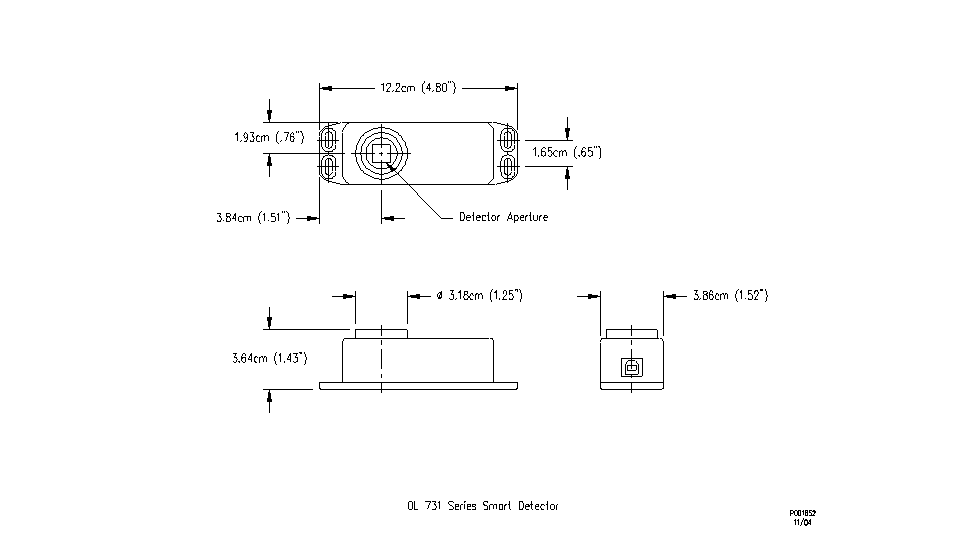 12.2cm (4.80")
1.93cm (.76")
1.65cm (.65")
3.84cm (1.51")
Detector Aperture
ø 3.18cm (1.25")
3.86cm (1.52")
3.64cm (1.43")
OL 731 Series Smart Detector
P001852
11/04